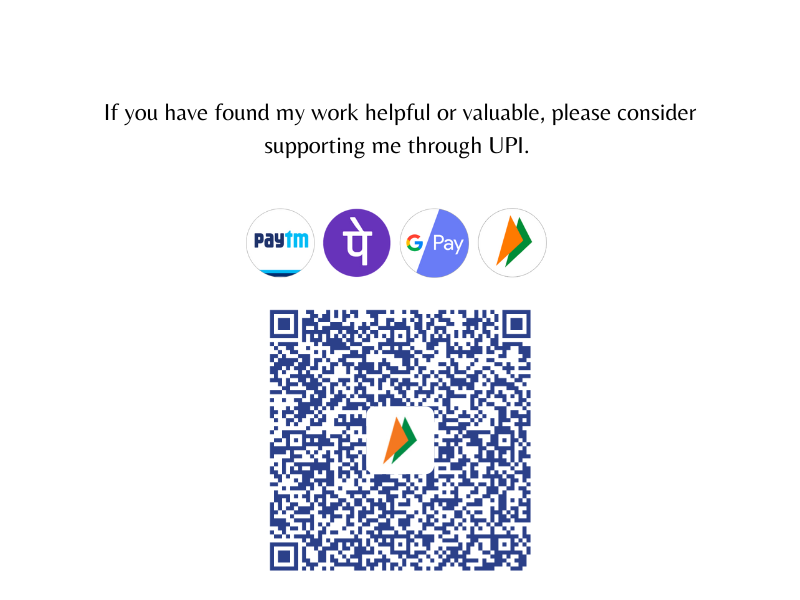 If you have found my work helpful or valuable, please consider
supporting me through UPI.
paytm
पे
G Pay